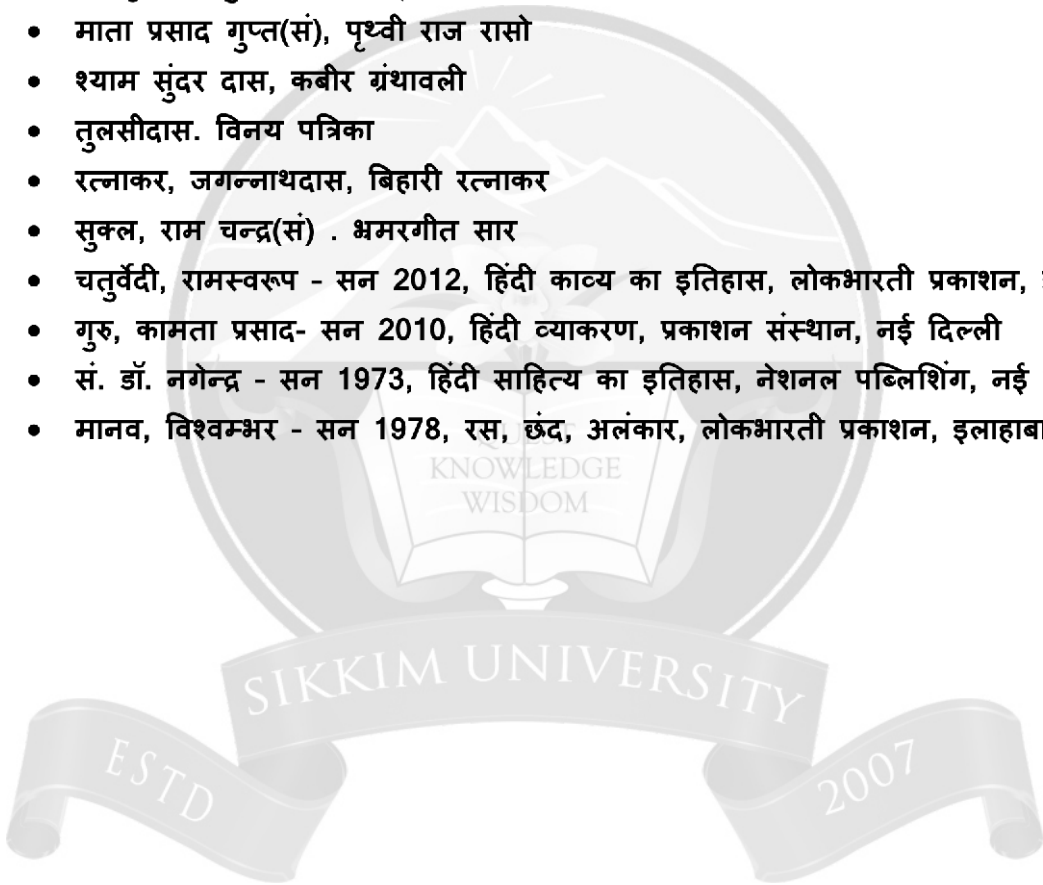 • माता प्रसाद गुप्त(सं), पृथ्वी राज रासो
• श्याम सुंदर दास, कबीर ग्रंथावली
• तुलसीदास. विनय पत्रिका
• रत्नाकर, जगन्नाथदास, बिहारी रत्नाकर
• सुक्ल, राम चन्द्र(सं) . भ्रमरगीत सार
• चतुर्वेदी, रामस्वरूप - सन 2012, हिंदी काव्य का इतिहास, लोकभारती प्रकाशन,
• गुरु, कामता प्रसाद- सन 2010, हिंदी व्याकरण, प्रकाशन संस्थान, नई दिल्ली
• सं. डॉ. नगेन्द्र - सन 1973, हिंदी साहित्य का इतिहास, नेशनल पब्लिशिंग, नई
• मानव, विश्वम्भर - सन 1978, रस, छंद, अलंकार, लोकभारती प्रकाशन, इलाहाबा
KNOWLEDGE
WISDOM
SIKKIM UNIVERSITY
ESTD 2007